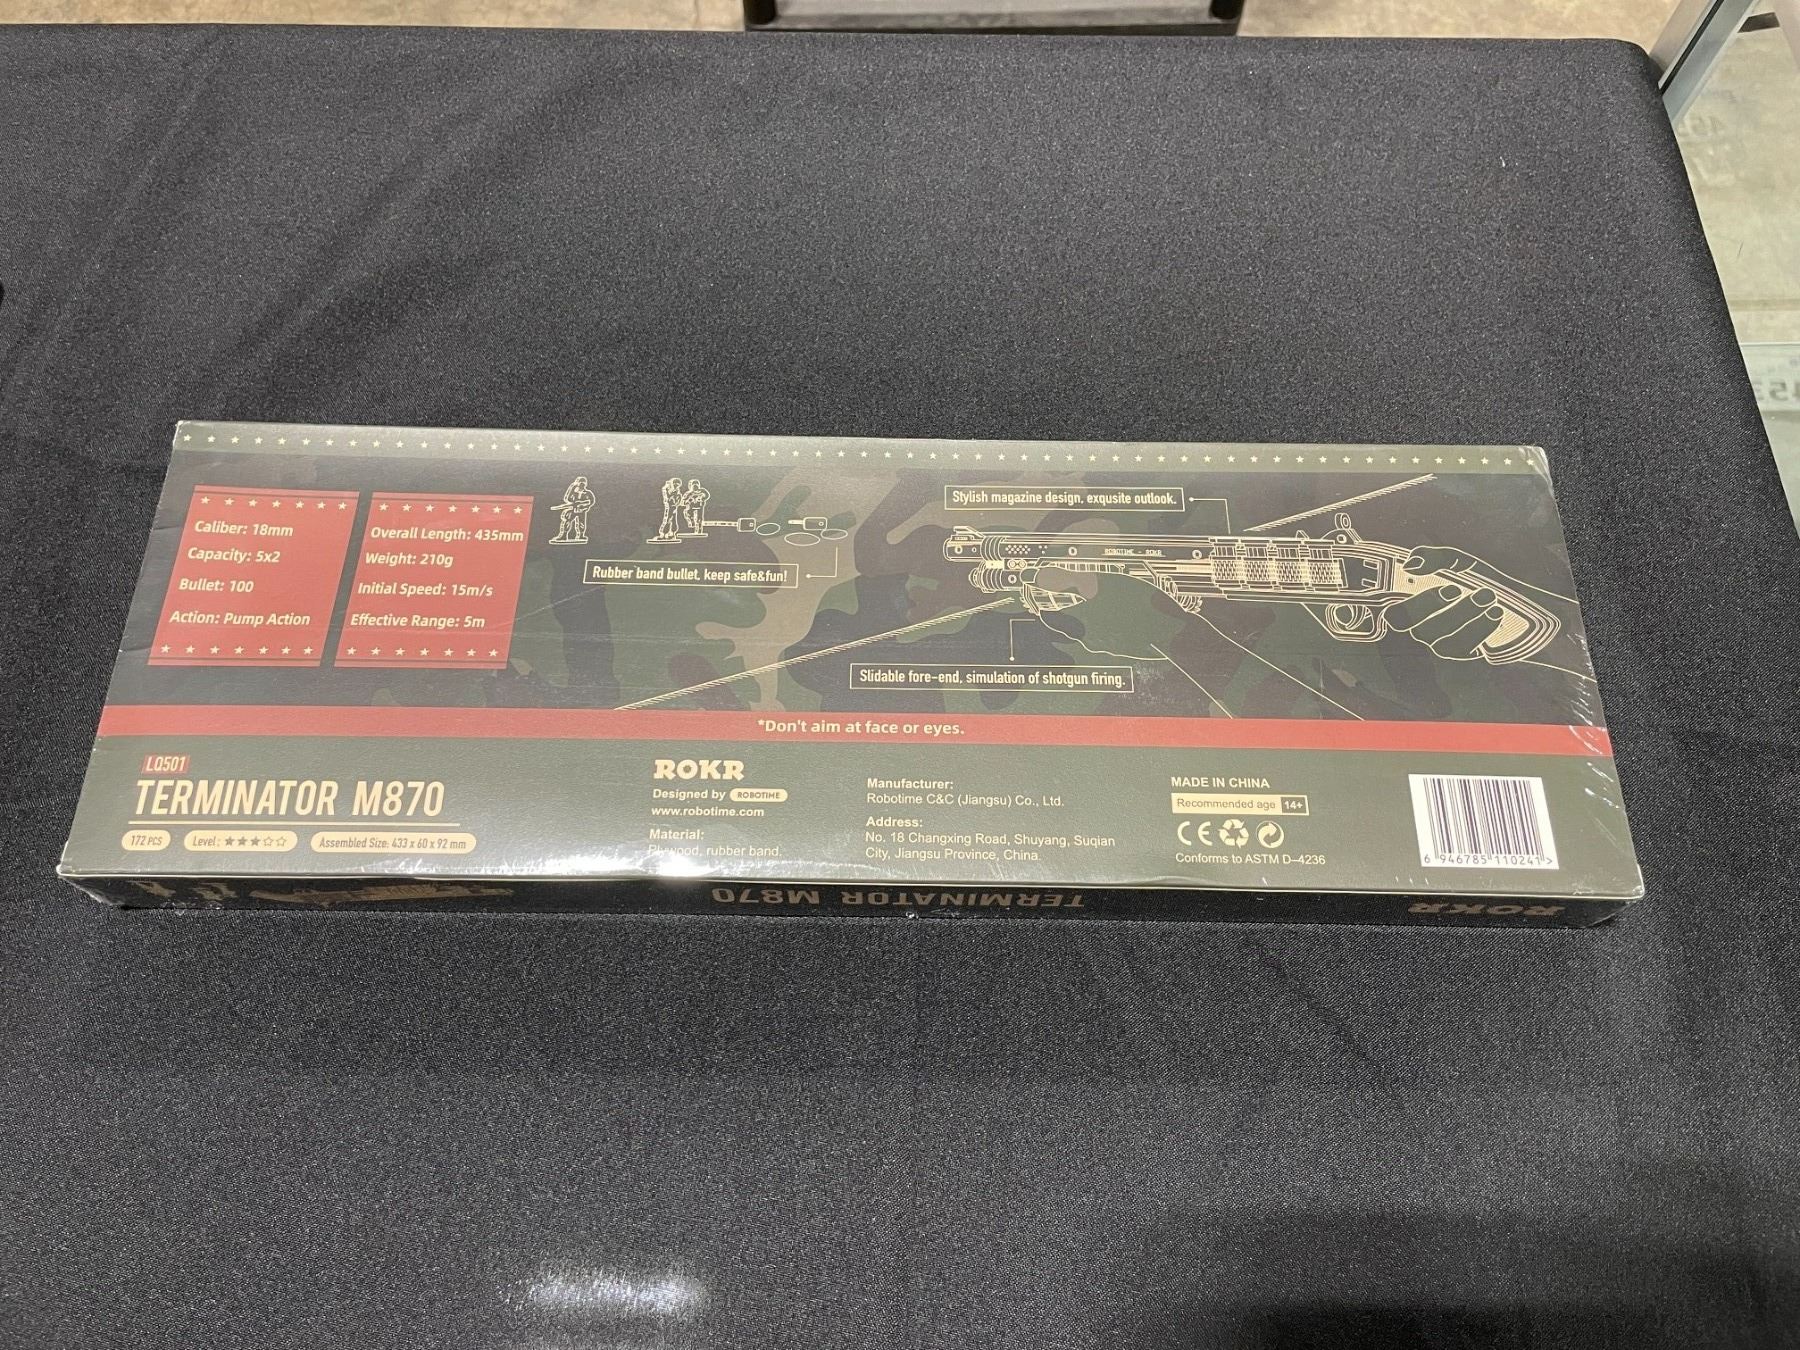 Caliber: 18mm
Capacity: 5x2
Bullet: 100
Action: Pump Action
Overall Length: 435mm
Weight: 210g
Initial Speed: 15m/s
Effective Range: 5m
Rubber band bullet, keep safe&fun!
Stylish magazine design, exqusite outlook.
ROBOTIME - ROKR
Slidable fore-end, simulation of shotgun firing.
*Don't aim at face or eyes.
LQ501
TERMINATOR M870
172 PCS
Level: ★★★☆☆
Assembled Size: 433 x 60 x 92 mm
ROKR
Designed by ROBOTIME
www.robotime.com
Material:
Plywood, rubber band.
Manufacturer:
Robotime C&C (Jiangsu) Co., Ltd.
Address:
No. 18 Changxing Road, Shuyang, Suqian
City, Jiangsu Province, China.
MADE IN CHINA
Recommended age 14+
CE
Conforms to ASTM D-4236
6 946785 110241 >
TERMINATOR M870
ROKR